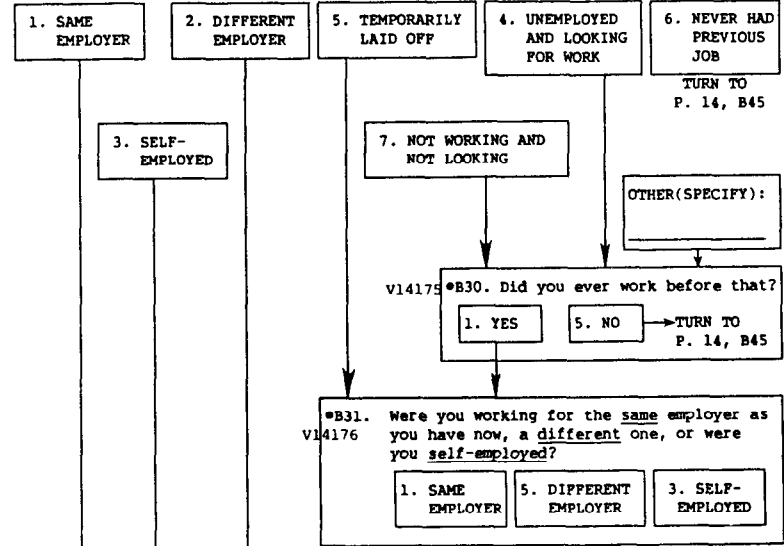 1. SAME
EMPLOYER
2. DIFFERENT
EMPLOYER
5. TEMPORARILY
LAID OFF
4. UNEMPLOYED
AND LOOKING
FOR WORK
6. NEVER HAD
PREVIOUS
JOB
TURN TO
P. 14, B45
3. SELF-
EMPLOYED
7. NOT WORKING AND
NOT LOOKING
OTHER(SPECIFY):
V14175 *B30. Did you ever work before that?
1. YES
5. NO
TURN TO
P. 14, B45
*B31. Were you working for the same employer as
V14176 you have now, a different one, or were
you self-employed?
1. SAME
EMPLOYER
5. DIFFERENT
EMPLOYER
3. SELF-
EMPLOYED